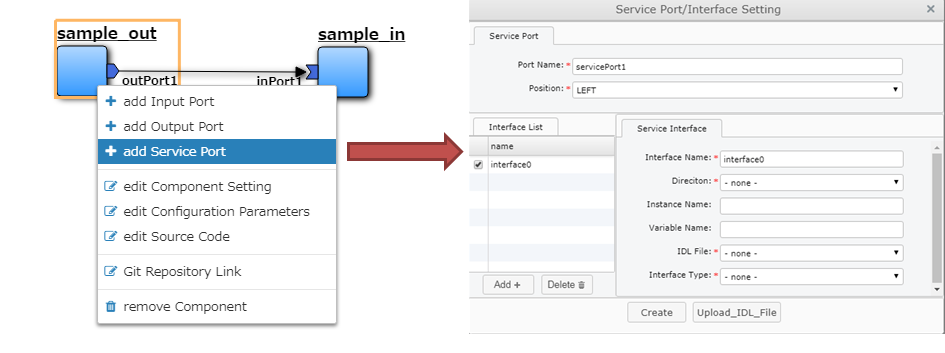 sample_out
sample_in
outPort1
inPort1
add Input Port
add Output Port
add Service Port
edit Component Setting
edit Configuration Parameters
edit Source Code
Git Repository Link
remove Component
Service Port/Interface Setting
Service Port
Port Name: * servicePort1
Position: * LEFT
Interface List
name
interface0
Add +
Delete
Service Interface
Interface Name: * interface0
Direciton: * - none -
Instance Name:
Variable Name:
IDL File: * - none -
Interface Type: * - none -
Create
Upload_IDL_File